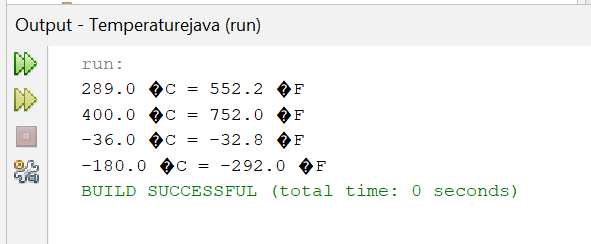 Output - Temperaturejava (run)
run:
289.0 �C = 552.2 �F
400.0 �C = 752.0 �F
-36.0 �C = -32.8 �F
-180.0 �C = -292.0 �F
BUILD SUCCESSFUL (total time: 0 seconds)